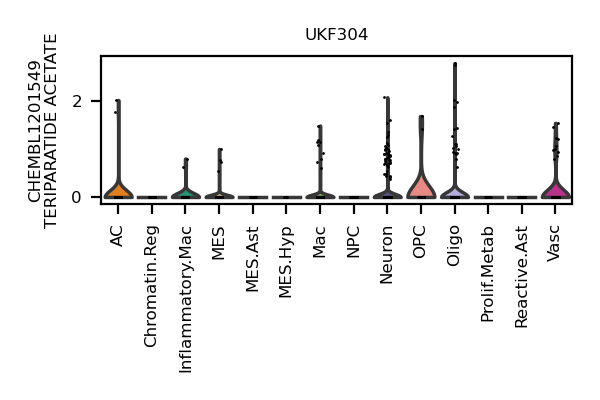 UKF304
CHEMBL1201549
TERIPARATIDE ACETATE
2
0
AC
Chromatin.Reg
Inflammatory.Mac
MES
MES.Ast
MES.Hyp
Mac
NPC
Neuron
OPC
Oligo
Prolif.Metab
Reactive.Ast
Vasc